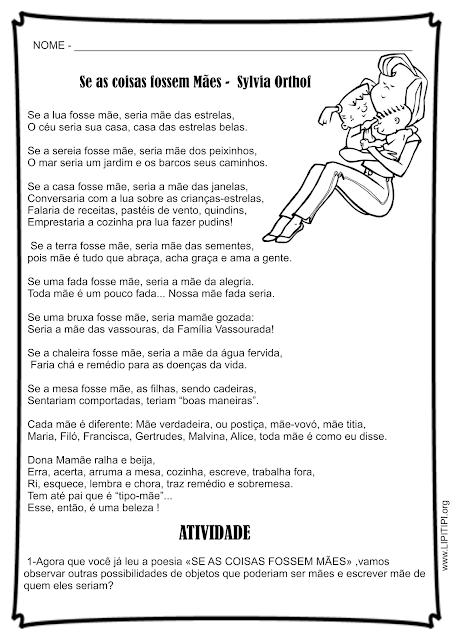 NOME - ____________________________________________________
Se as coisas fossem Mães - Sylvia Orthof
Se a lua fosse mãe, seria mãe das estrelas,
O céu seria sua casa, casa das estrelas belas.
Se a sereia fosse mãe, seria mãe dos peixinhos,
O mar seria um jardim e os barcos seus caminhos.
Se a casa fosse mãe, seria a mãe das janelas,
Conversaria com a lua sobre as crianças-estrelas,
Falaria de receitas, pastéis de vento, quindins,
Emprestaria a cozinha pra lua fazer pudins!
Se a terra fosse mãe, seria mãe das sementes,
pois mãe é tudo que abraça, acha graça e ama a gente.
Se uma fada fosse mãe, seria a mãe da alegria.
Toda mãe é um pouco fada... Nossa mãe fada seria.
Se uma bruxa fosse mãe, seria mamãe gozada:
Seria a mãe das vassouras, da Família Vassourada!
Se a chaleira fosse mãe, seria a mãe da água fervida,
Faria chá e remédio para as doenças da vida.
Se a mesa fosse mãe, as filhas, sendo cadeiras,
Sentariam comportadas, teriam “boas maneiras”.
Cada mãe é diferente: Mãe verdadeira, ou postiça, mãe-vovó, mãe titia,
Maria, Filó, Francisca, Gertrudes, Malvina, Alice, toda mãe é como eu disse.
Dona Mamãe ralha e beija,
Erra, acerta, arruma a mesa, cozinha, escreve, trabalha fora,
Ri, esquece, lembra e chora, traz remédio e sobremesa.
Tem até pai que é “tipo-mãe”...
Esse, então, é uma beleza !
ATIVIDADE
1-Agora que você já leu a poesia «SE AS COISAS FOSSEM MÃES» ,vamos
observar outras possibilidades de objetos que poderiam ser mães e escrever mãe de
quem eles seriam?
www.LIPITIPI.org